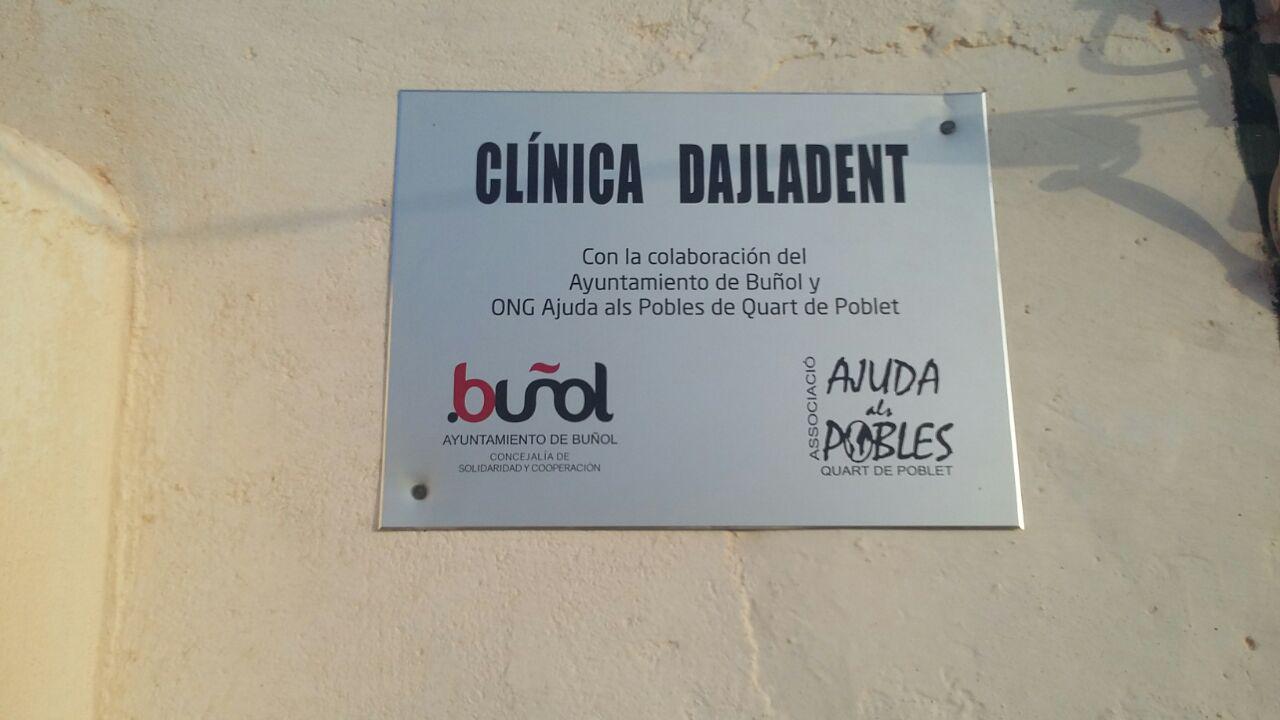 CLÍNICA DAJLADENT
Con la colaboración del
Ayuntamiento de Buñol y
ONG Ajuda als Pobles de Quart de Poblet
.buñol
AYUNTAMIENTO DE BUÑOL
CONCEJALÍA DE
SOLIDARIDAD Y COOPERACIÓN
ASSOCIACIÓ
AJUDA
als
POBLES
QUART DE POBLET